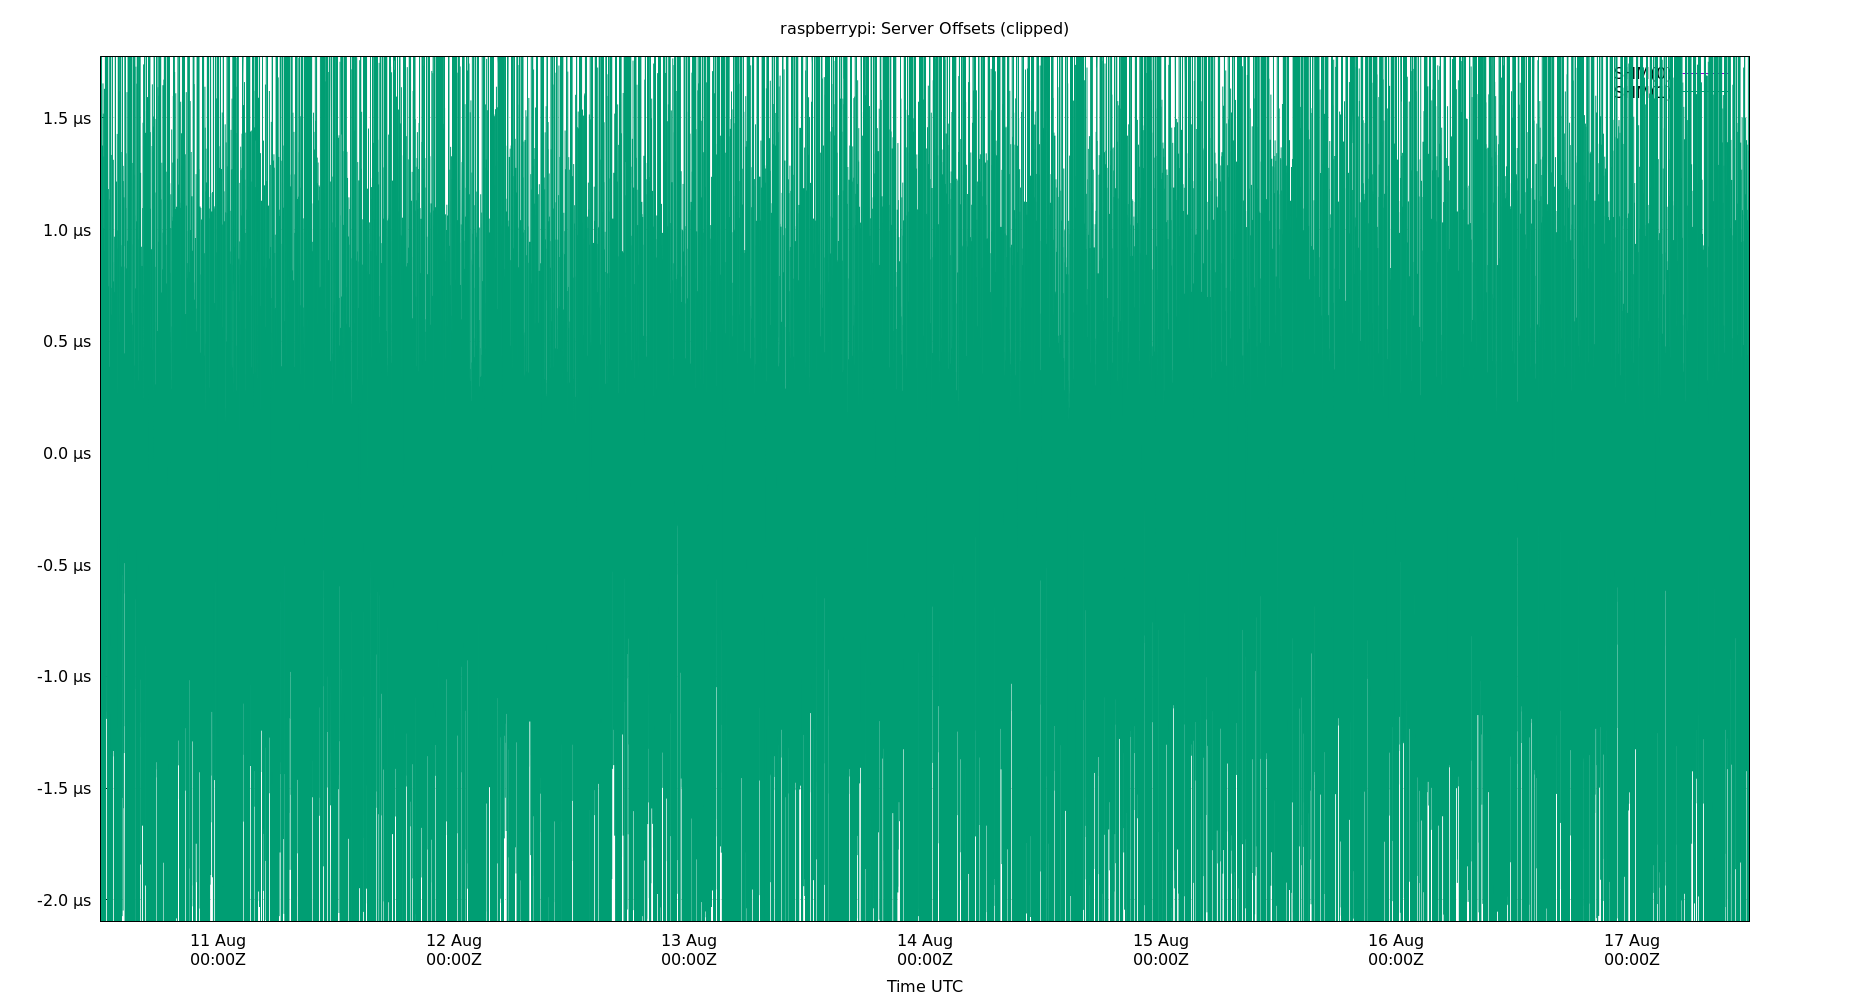 raspberrypi: Server Offsets (clipped)
1.5 µs
1.0 µs
0.5 µs
0.0 µs
-0.5 µs
-1.0 µs
-1.5 µs
-2.0 µs
11 Aug 12 Aug 13 Aug 14 Aug 15 Aug 16 Aug 17 Aug
00:00Z 00:00Z 00:00Z 00:00Z 00:00Z 00:00Z 00:00Z
Time UTC